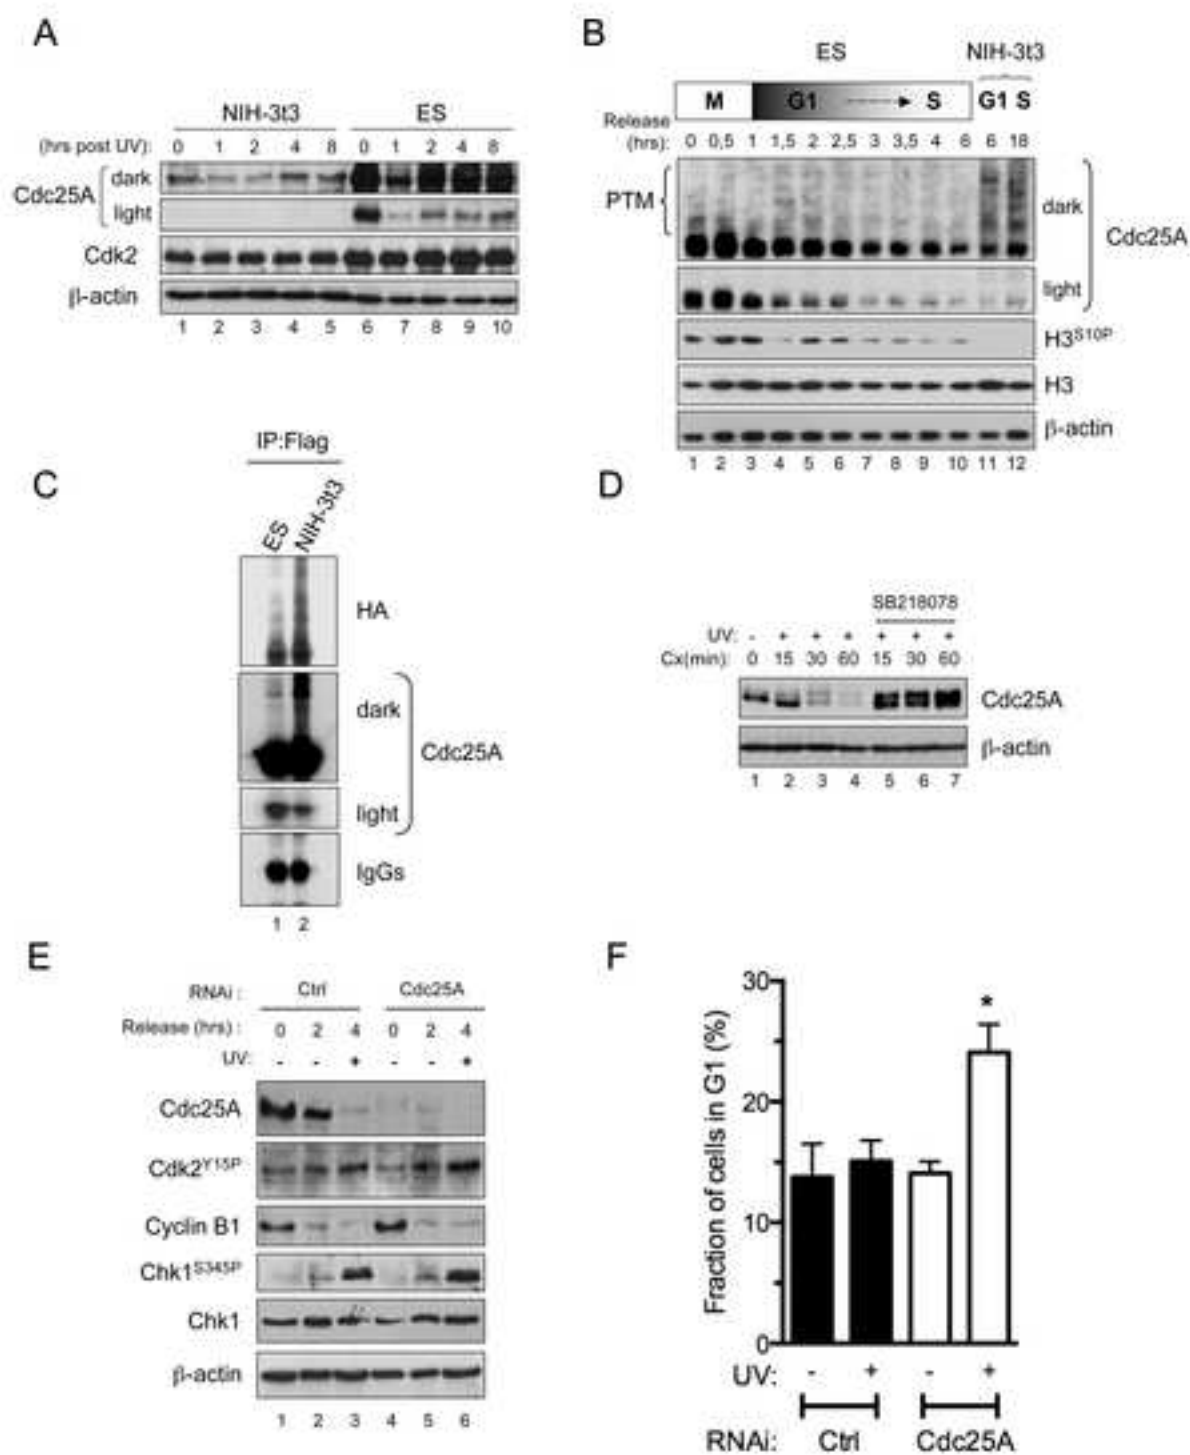 A
NIH-3t3 ES
(hrs post UV): 0 1 2 4 8 0 1 2 4 8
Cdc25A
dark
light
Cdk2
β-actin
1 2 3 4 5 6 7 8 9 10
B
ES NIH-3t3
M G1 S G1 S
Release
(hrs): 0 0,5 1 1,5 2 2,5 3 3,5 4 6 6 18
PTM
dark
Cdc25A
light
H3S10P
H3
β-actin
1 2 3 4 5 6 7 8 9 10 11 12
C
IP:Flag
ES NIH-3t3
HA
dark
Cdc25A
light
IgGs
1 2
D
SB218078
UV: - + + + + + +
Cx(min): 0 15 30 60 15 30 60
Cdc25A
β-actin
1 2 3 4 5 6 7
E
RNAi : Ctrl Cdc25A
Release (hrs) : 0 2 4 0 2 4
UV: - - + - - +
Cdc25A
Cdk2Y15P
Cyclin B1
Chk1S345P
Chk1
β-actin
1 2 3 4 5 6
F
Fraction of cells in G1 (%)
30
20
10
0
*
UV: - + - +
RNAi: Ctrl Cdc25A